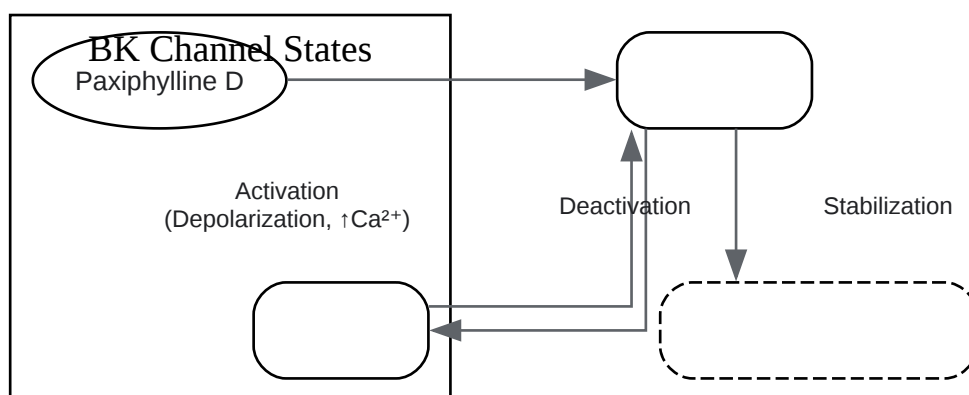 BK Channel States
Paxiphylline D
Activation
(Depolarization, ↑Ca²⁺)
Deactivation
Stabilization